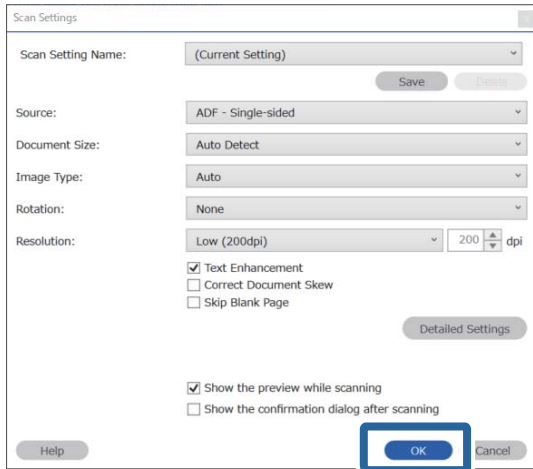 Scan Settings
Scan Setting Name: (Current Setting)
Save Delete
Source: ADF - Single-sided
Document Size: Auto Detect
Image Type: Auto
Rotation: None
Resolution: Low (200dpi) 200 dpi
Text Enhancement
Correct Document Skew
Skip Blank Page
Detailed Settings
Show the preview while scanning
Show the confirmation dialog after scanning
Help OK Cancel